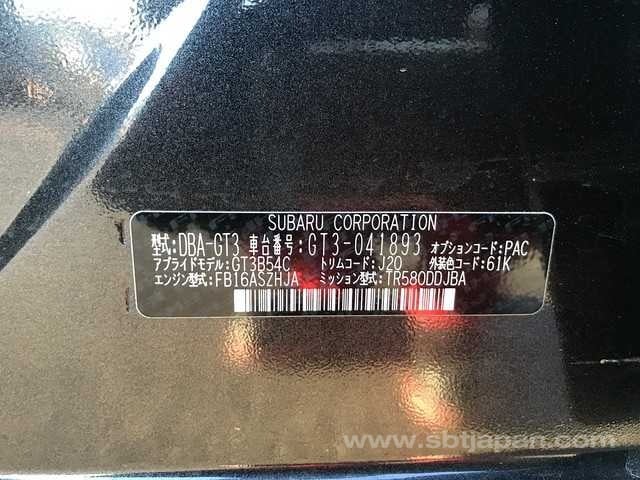 SUBARU CORPORATION
型式:DBA-GT3 車台番号:GT3-041893 オプションコード:PAC
アプライドモデル:GT3B54C トリムコード:J20 外装色コード:61K
エンジン型式:FB16ASZHJA ミッション型式:TR580DDJBA
www.sbtjapan.com